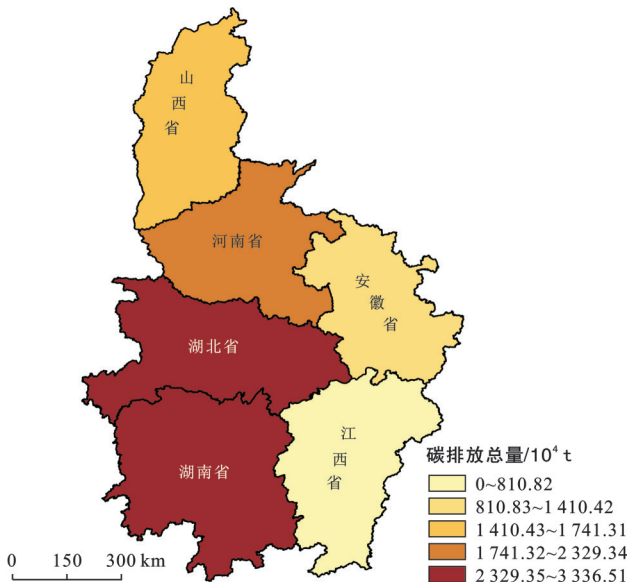 山西省
河南省
安徽省
湖北省
江西省
湖南省
碳排放总量/10⁴ t
0~810.82
810.83~1 410.42
1 410.43~1 741.31
1 741.32~2 329.34
2 329.35~3 336.51
0 150 300 km